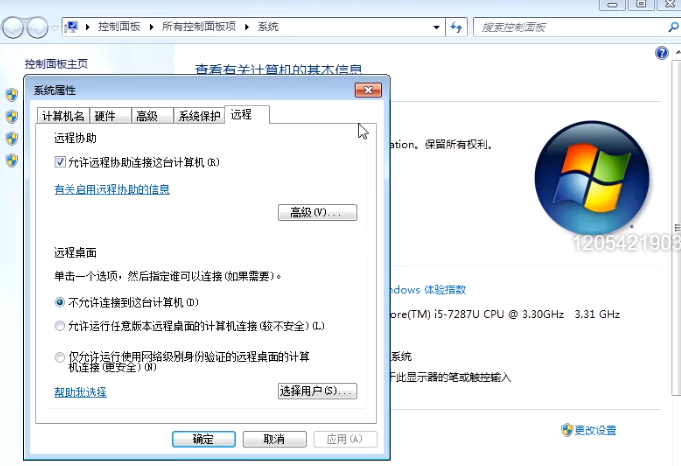 控制面板 ▸ 所有控制面板项 ▸ 系统
搜索控制面板
控制面板主页
查看有关计算机的基本信息
系统属性
计算机名 硬件 高级 系统保护 远程
远程协助
允许远程协助连接这台计算机(R)
有关启用远程协助的信息
高级(V)...
远程桌面
单击一个选项，然后指定谁可以连接(如果需要)。
不允许连接到这台计算机(D)
允许运行任意版本远程桌面的计算机连接(较不安全)(L)
仅允许运行使用网络级别身份验证的远程桌面的计算
机连接(更安全)(N)
帮助我选择
选择用户(S)...
确定 取消 应用(A)
ation。保留所有权利。
1205421903
ndows 体验指数
ore(TM) i5-7287U CPU @ 3.30GHz 3.31 GHz
系统
于此显示器的笔或触控输入
更改设置